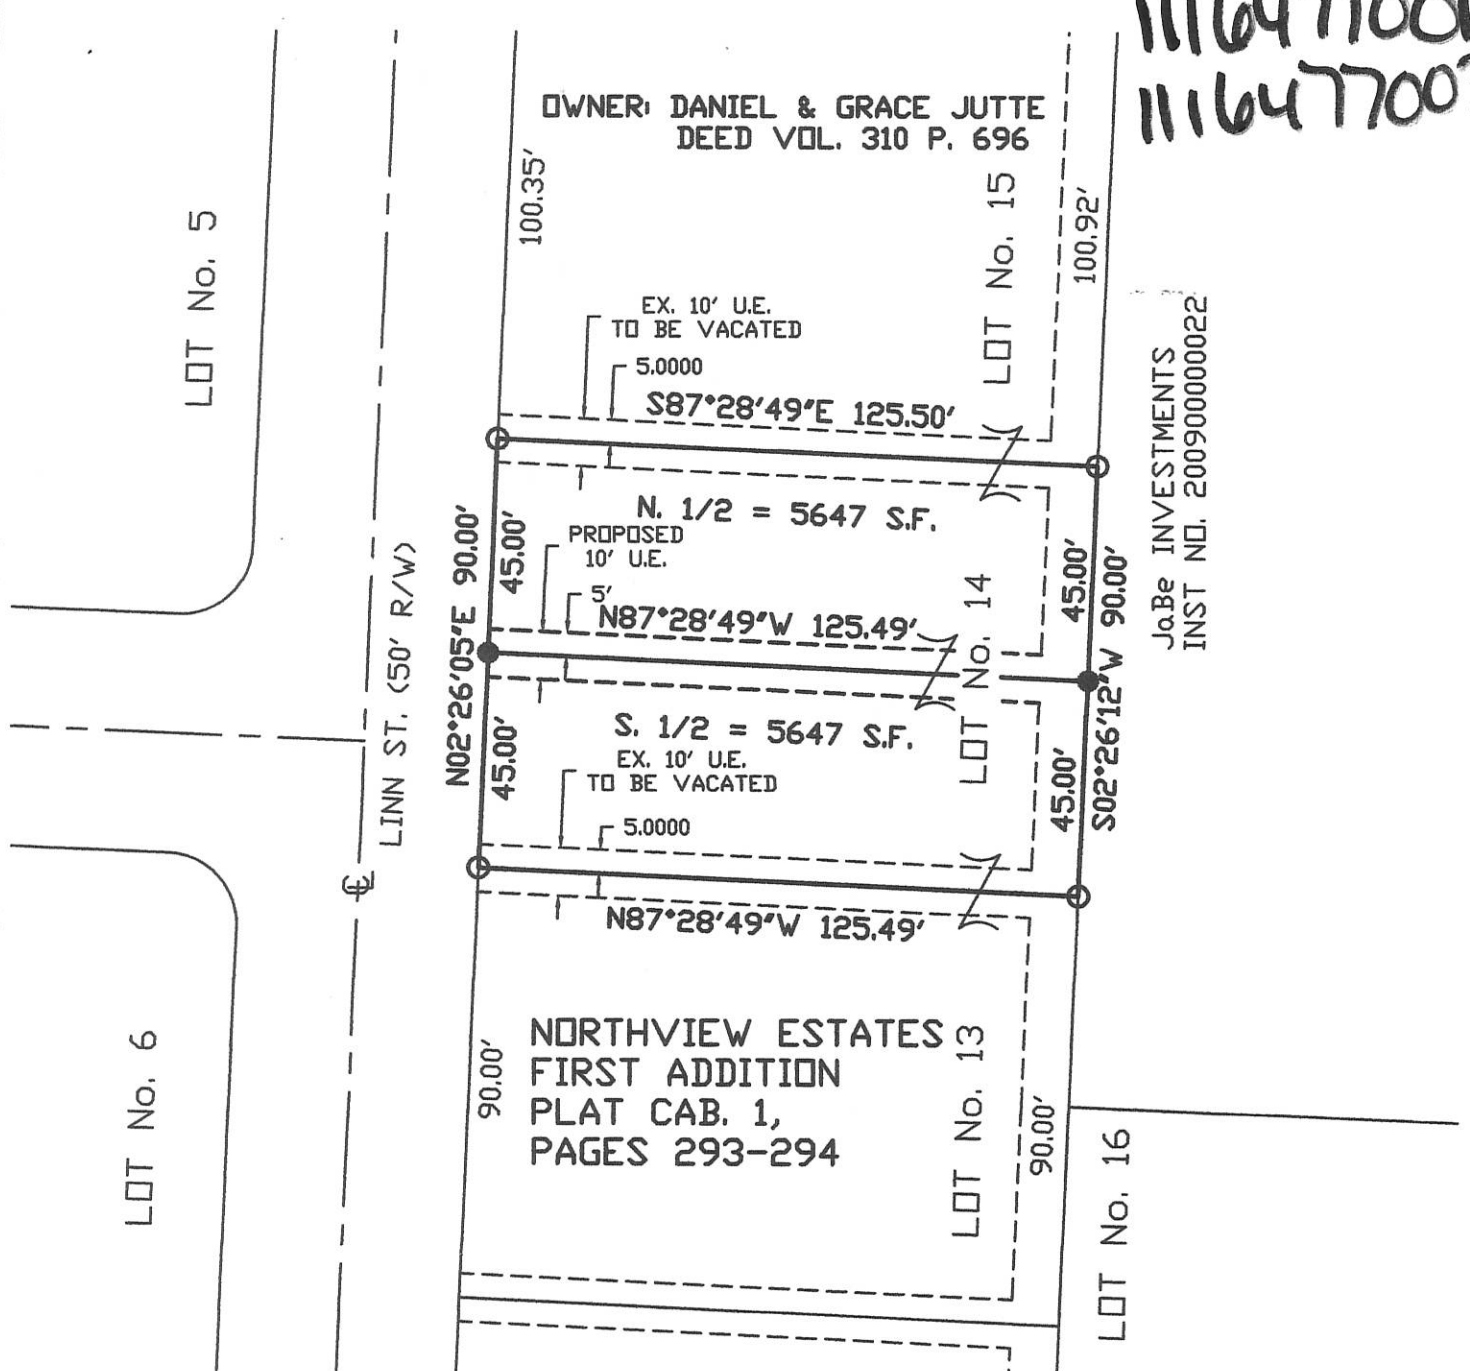 OWNER: DANIEL & GRACE JUTTE
DEED VOL. 310 P. 696
100.35'
LOT No. 15
100.92'
LOT No. 5
EX. 10' U.E.
TO BE VACATED
5.0000
S87°28'49"E 125.50'
JaBe INVESTMENTS
INST NO. 200900000022
N. 1/2 = 5647 S.F.
N02°26'05"E 90.00'
45.00'
PROPOSED
10' U.E.
5'
N87°28'49"W 125.49'
LOT No. 14
45.00'
S02°26'12"W 90.00'
LINN ST. (50' R/W)
S. 1/2 = 5647 S.F.
45.00'
EX. 10' U.E.
TO BE VACATED
45.00'
5.0000
N87°28'49"W 125.49'
LOT No. 6
90.00'
NORTHVIEW ESTATES
FIRST ADDITION
PLAT CAB. 1,
PAGES 293-294
LOT No. 13
90.00'
LOT No. 16